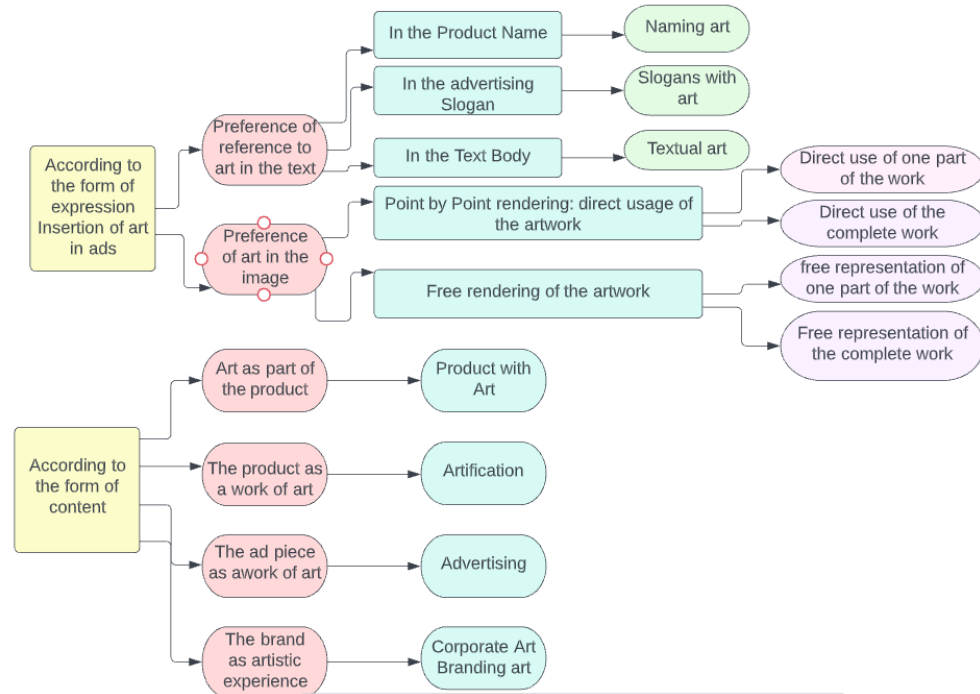 According to
the form of
expression
Insertion of art
in ads
Preference of
reference to
art in the text
In the Product Name
Naming art
In the advertising
Slogan
Slogans with
art
In the Text Body
Textual art
Preference
of art in the
image
Point by Point rendering: direct usage of
the artwork
Direct use of one part
of the work
Direct use of the
complete work
Free rendering of the artwork
free representation of
one part of the work
Free representation of
the complete work
According to
the form of
content
Art as part of
the product
Product with
Art
The product as
a work of art
Artification
The ad piece
as awork of art
Advertising
The brand
as artistic
experience
Corporate Art
Branding art